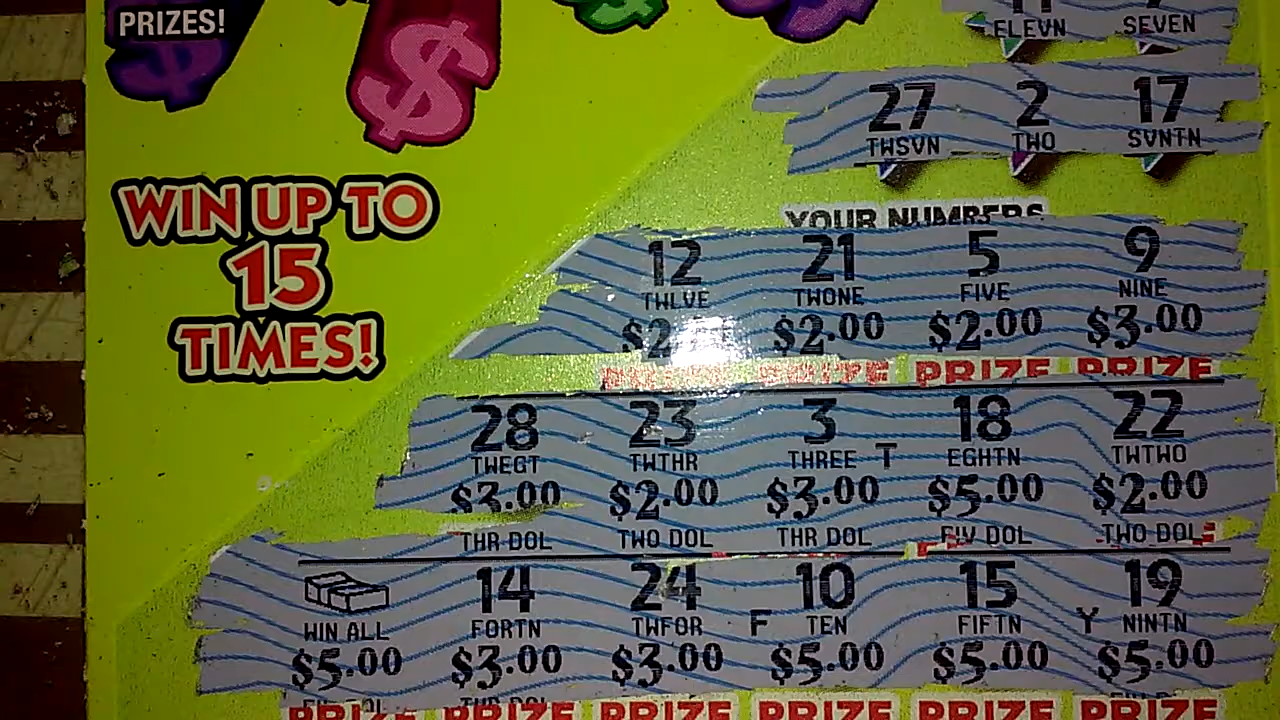 PRIZES!
ELEVN SEVEN
27 2 17
TWSVN TWO SVNTN
WIN UP TO
15
TIMES!
YOUR NUMBERS
12 21 5 9
TWLVE TWONE FIVE NINE
$2.00 $2.00 $3.00
PRIZE PRIZE PRIZE PRIZE
28 23 3 18 22
TWEGT TWTHR THREE T EGHTN TWTWO
$3.00 $2.00 $3.00 $5.00 $2.00
THR DOL TWO DOL THR DOL FIV DOL TWO DOL
14 24 10 15 19
WIN ALL FORTN TWFOR F TEN FIFTN Y NINTN
$5.00 $3.00 $3.00 $5.00 $5.00 $5.00
THR DOL
PRIZE PRIZE PRIZE PRIZE PRIZE PRIZE